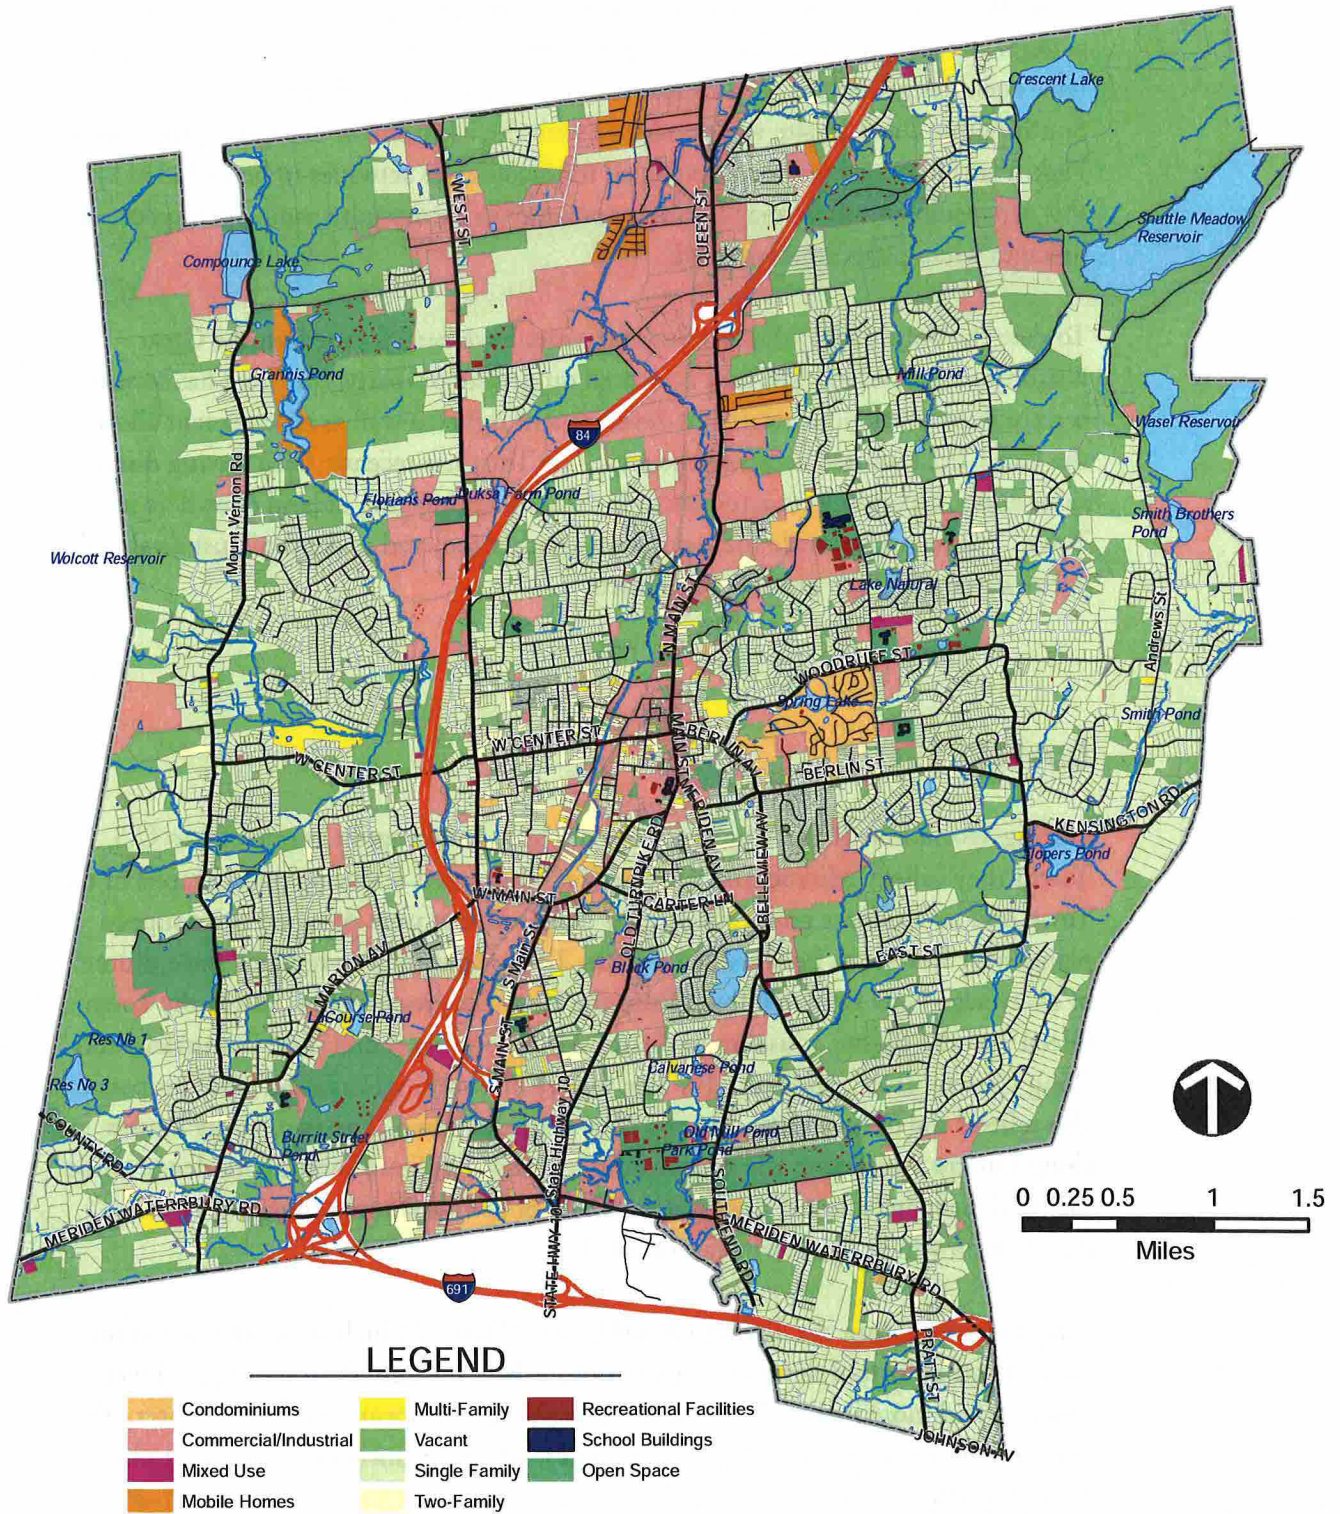 Crescent Lake
WEST ST
QUEEN ST
Shuttle Meadow
Reservoir
Compounce Lake
Grannis Pond
Milk Pond
84
Wasel Reservoir
Mount Vernon Rd
Florians Pond
Duksa Farm Pond
Smith Brothers
Pond
Wolcott Reservoir
Lake Natural
N MAIN ST
Andrews St
WOODRUFF ST
Spring Lake
Smith Pond
W CENTER ST
W CENTER ST
MAIN ST
BERLIN AV
BERLIN ST
MERIDEN AV
KENSINGTON RD
OLD TURNPIKE RD
BELLEVIEW AV
Slopers Pond
W MAIN ST
CARTER LN
S Main St
MARION AV
EAST ST
Black Pond
LaCourse Pond
Res No 1
S MAIN ST
Calvanese Pond
Res No 3
State Highway 10
COUNTY RD
Burritt Street
Pond
Old Mill Pond
Park Pond
SOUTH END RD
MERIDEN WATERRBURY RD
MERIDEN WATERRBURY RD
STATE HWY 10
691
PRATT ST
JOHNSON AV
0 0.25 0.5 1 1.5
Miles
LEGEND
Condominiums
Commercial/Industrial
Mixed Use
Mobile Homes
Multi-Family
Vacant
Single Family
Two-Family
Recreational Facilities
School Buildings
Open Space